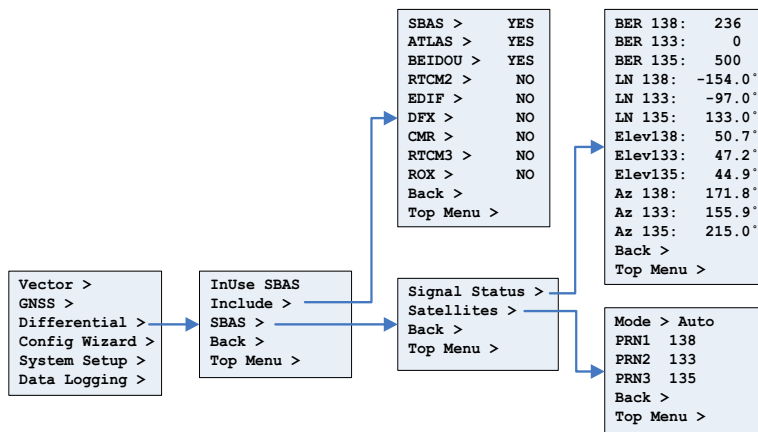 Vector >
GNSS >
Differential >
Config Wizard >
System Setup >
Data Logging >
InUse SBAS
Include >
SBAS >
Back >
Top Menu >
SBAS > YES
ATLAS > YES
BEIDOU > YES
RTCM2 > NO
EDIF > NO
DFX > NO
CMR > NO
RTCM3 > NO
ROX > NO
Back >
Top Menu >
Signal Status >
Satellites >
Back >
Top Menu >
BER 138: 236
BER 133: 0
BER 135: 500
LN 138: -154.0°
LN 133: -97.0°
LN 135: 133.0°
Elev138: 50.7°
Elev133: 47.2°
Elev135: 44.9°
Az 138: 171.8°
Az 133: 155.9°
Az 135: 215.0°
Back >
Top Menu >
Mode > Auto
PRN1 138
PRN2 133
PRN3 135
Back >
Top Menu >